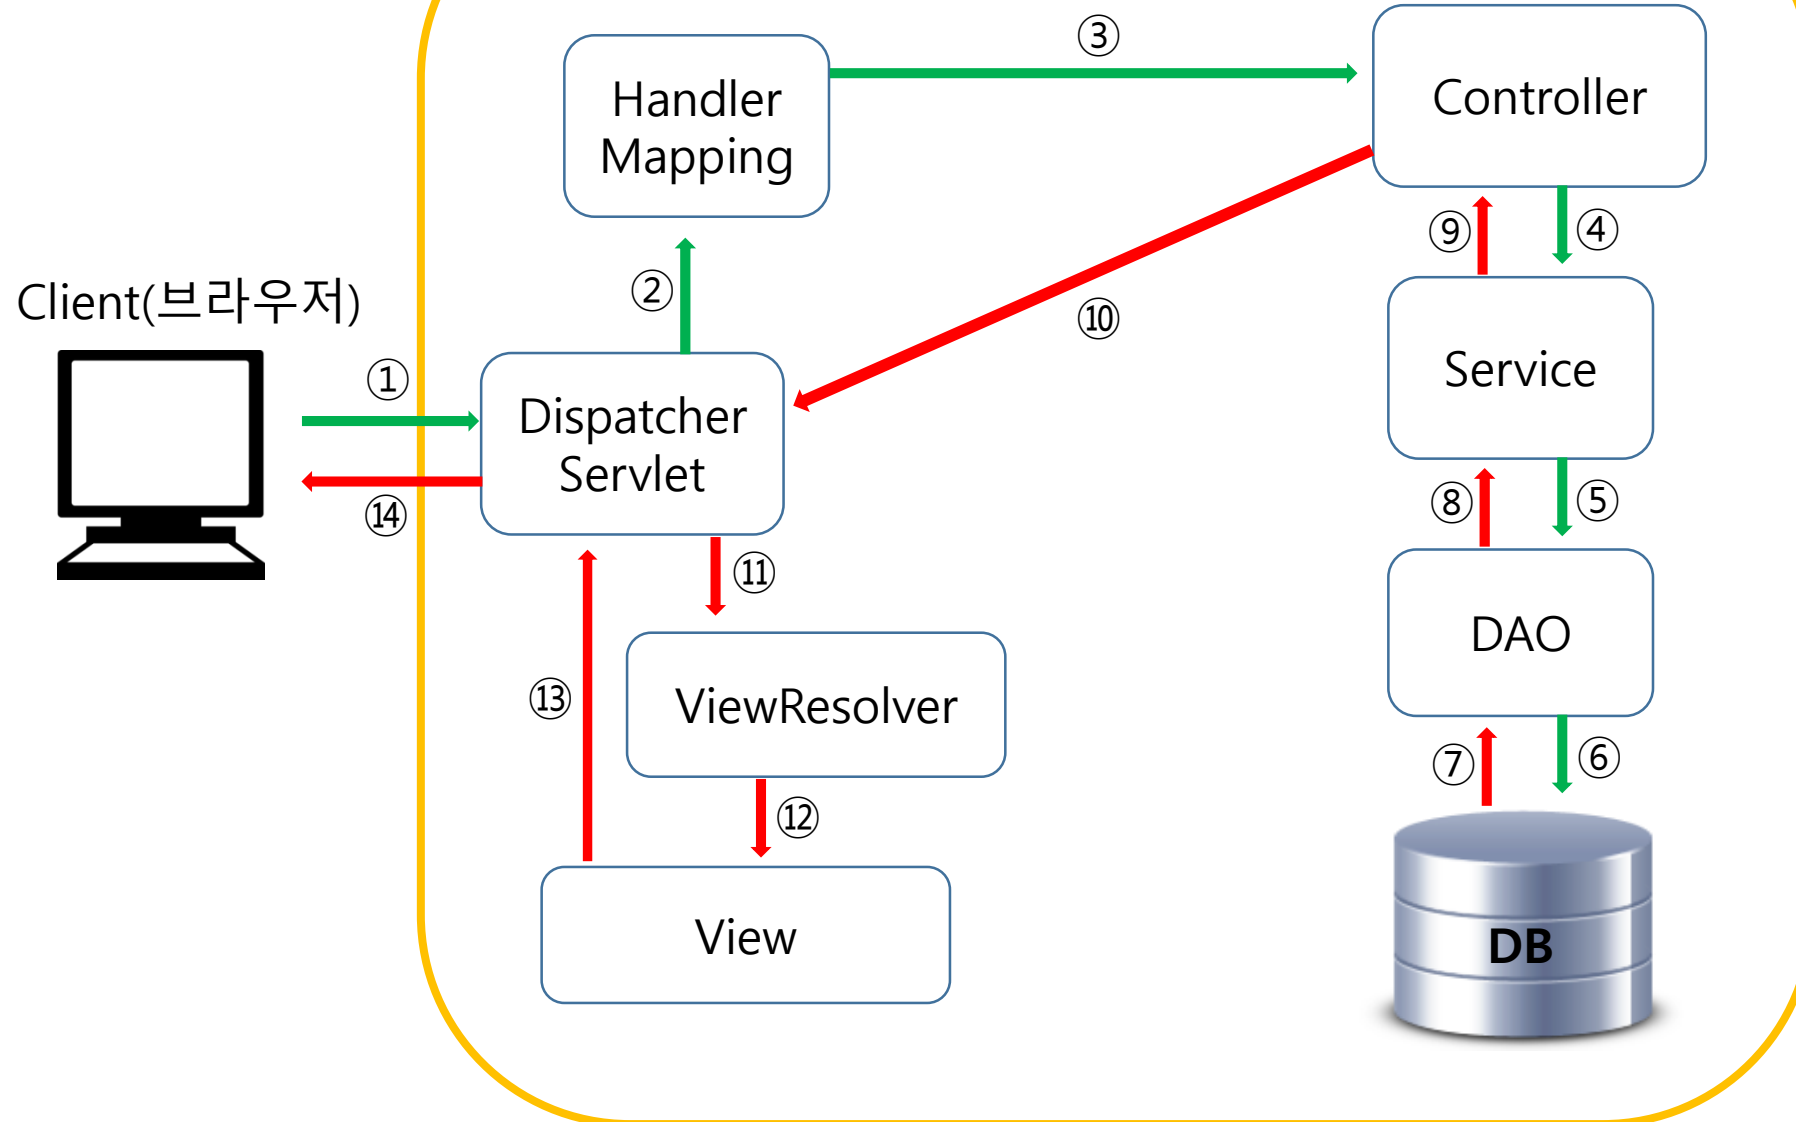 ③
Handler
Mapping
Controller
⑨
④
②
Client(브라우저)
⑩
①
Service
Dispatcher
Servlet
⑭
⑧
⑤
⑪
DAO
⑬
ViewResolver
⑦
⑥
⑫
View
DB